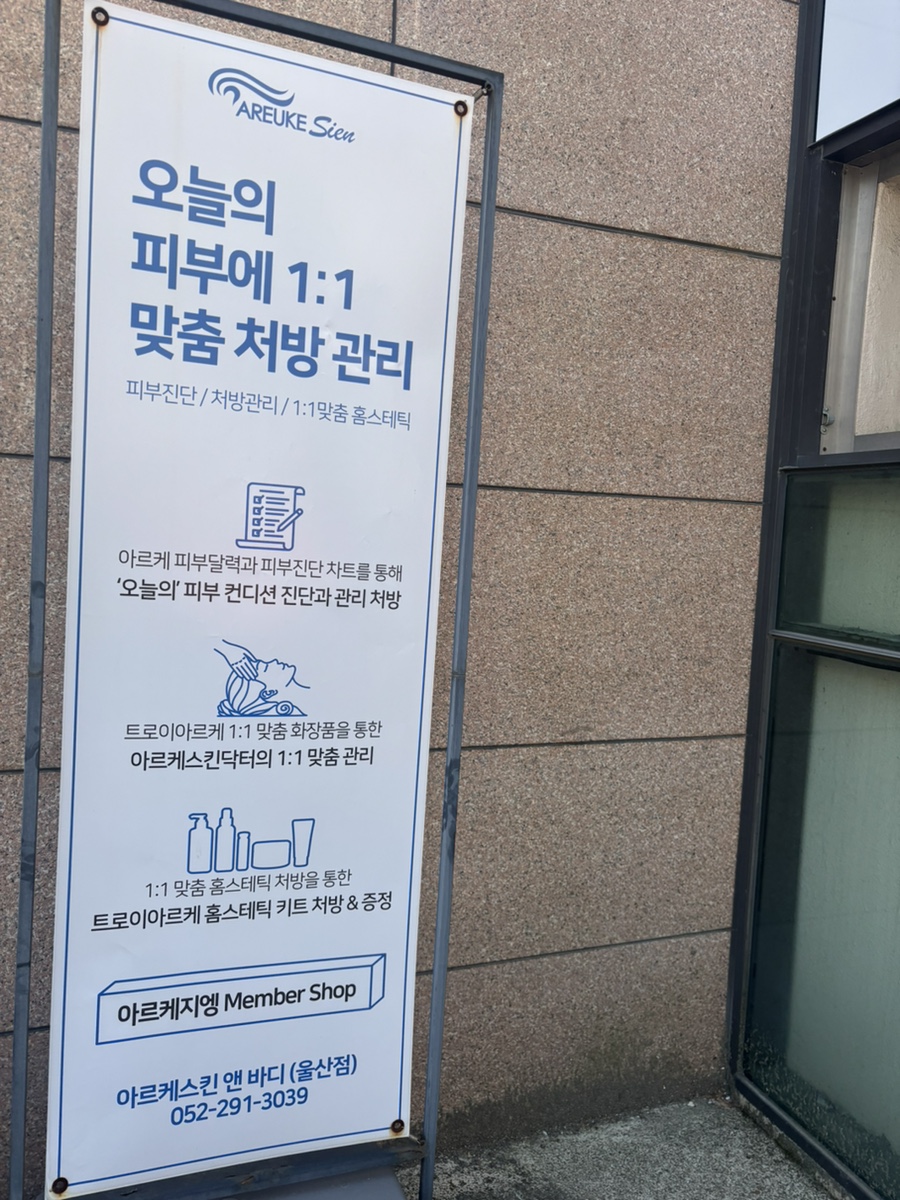 AREUKE Sien
오늘의
피부에 1:1
맞춤 처방 관리
피부진단 / 처방관리 / 1:1맞춤 홈스테틱
아르케 피부달력과 피부진단 차트를 통해
‘오늘의’ 피부 컨디션 진단과 관리 처방
트로이아르케 1:1 맞춤 화장품을 통한
아르케스킨닥터의 1:1 맞춤 관리
1:1 맞춤 홈스테틱 처방을 통한
트로이아르케 홈스테틱 키트 처방 & 증정
아르케지엥 Member Shop
아르케스킨 앤 바디 (울산점)
052-291-3039